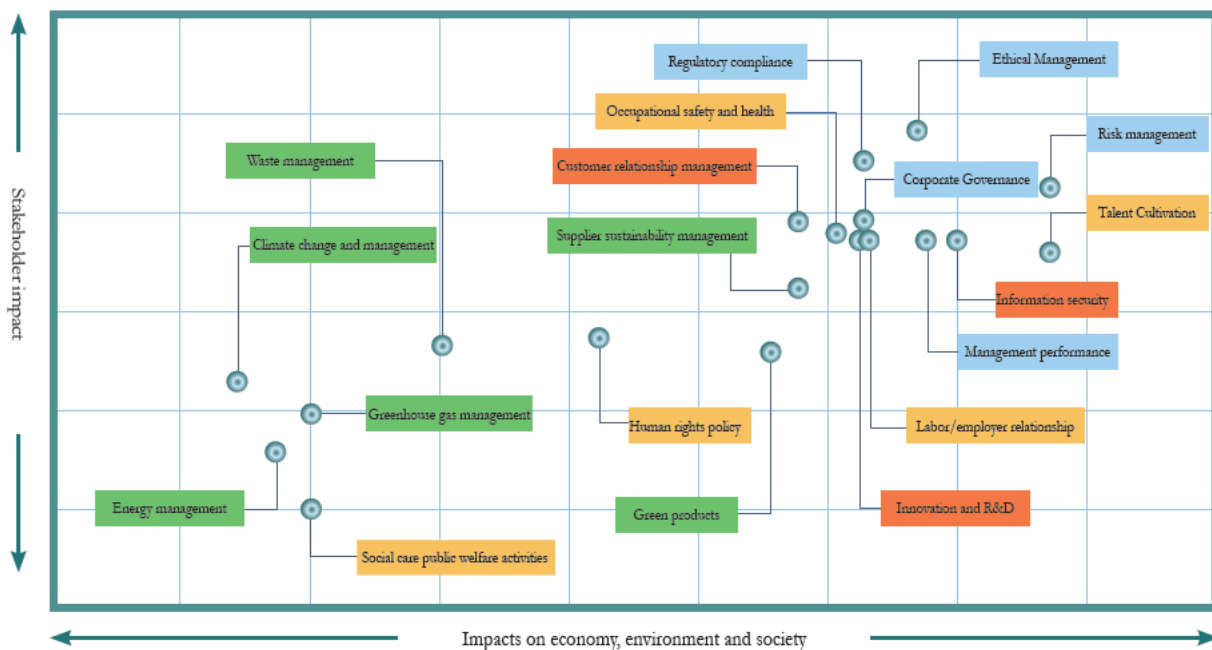 Regulatory compliance
Ethical Management
Occupational safety and health
Risk management
Waste management
Customer relationship management
Corporate Governance
Talent Cultivation
Supplier sustainability management
Climate change and management
Stakeholder impact
Information security
Management performance
Greenhouse gas management
Human rights policy
Labor/employer relationship
Energy management
Green products
Innovation and R&D
Social care public welfare activities
Impacts on economy, environment and society